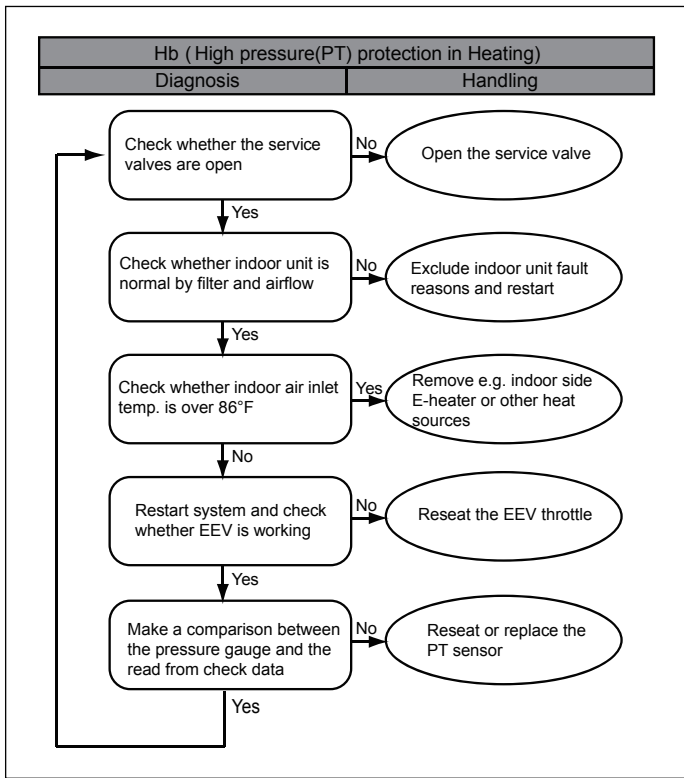 Hb ( High pressure(PT) protection in Heating)
Diagnosis
Handling
Check whether the service
valves are open
No
Open the service valve
Yes
Check whether indoor unit is
normal by filter and airflow
No
Exclude indoor unit fault
reasons and restart
Yes
Check whether indoor air inlet
temp. is over 86°F
Yes
Remove e.g. indoor side
E-heater or other heat
sources
No
Restart system and check
whether EEV is working
No
Reseat the EEV throttle
Yes
Make a comparison between
the pressure gauge and the
read from check data
No
Reseat or replace the
PT sensor
Yes